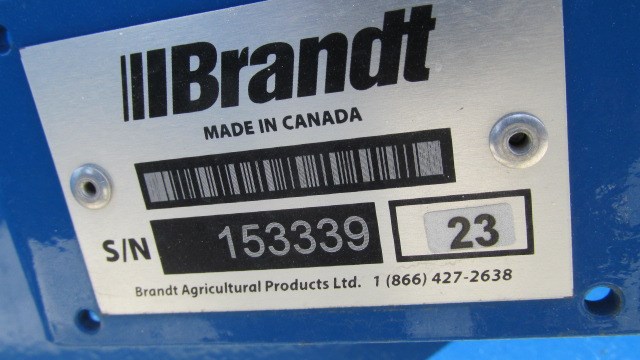 Brandt
MADE IN CANADA
S/N 153339 23
Brandt Agricultural Products Ltd. 1 (866) 427-2638